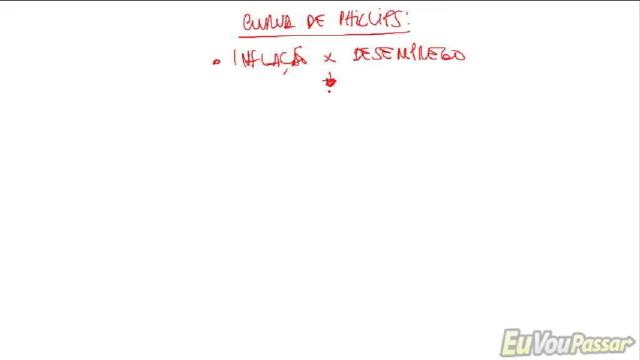 CURVA DE PHILLIPS:
• INFLAÇÃO x DESEMPREGO
EuVouPassar